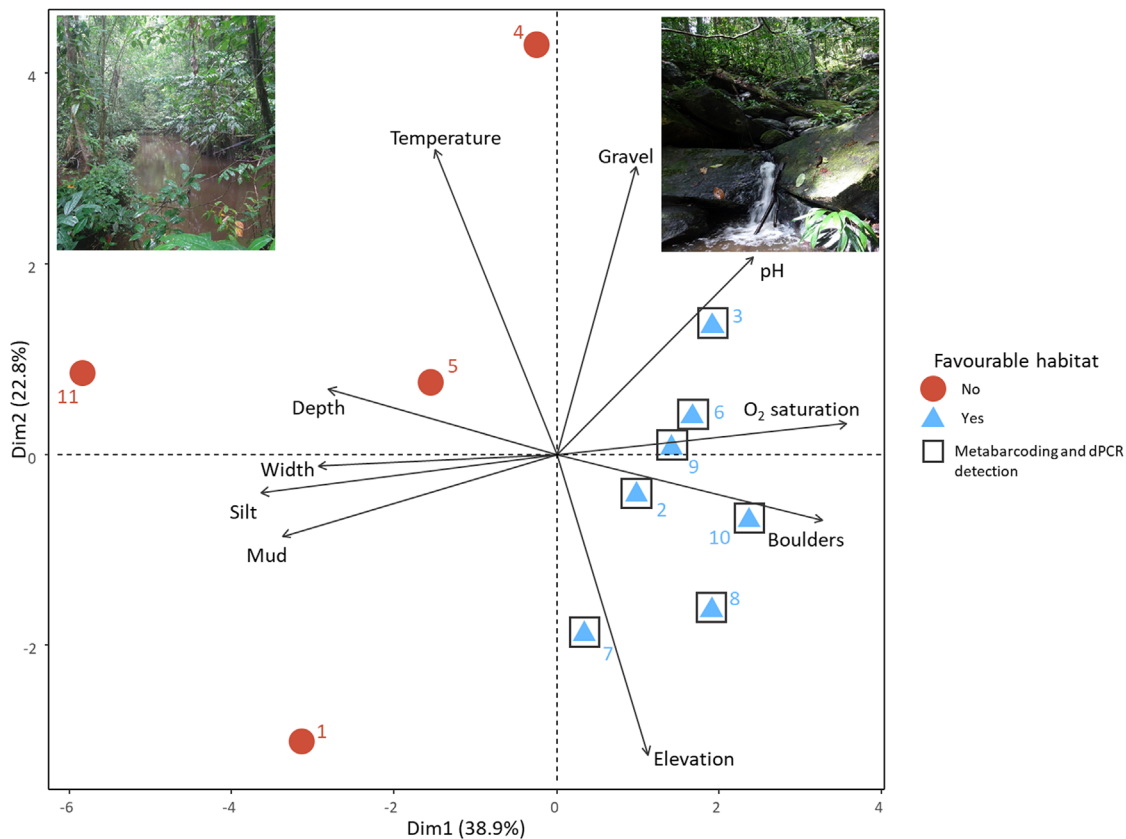 4
4
Temperature
Gravel
2
pH
3
Favourable habitat
No
Yes
Metabarcoding and dPCR
detection
11
5
Depth
6
O₂ saturation
Dim2 (22.8%)
0
9
Width
Silt
2
Mud
10
Boulders
8
-2
7
1
Elevation
-6
-4
-2
0
2
4
Dim1 (38.9%)